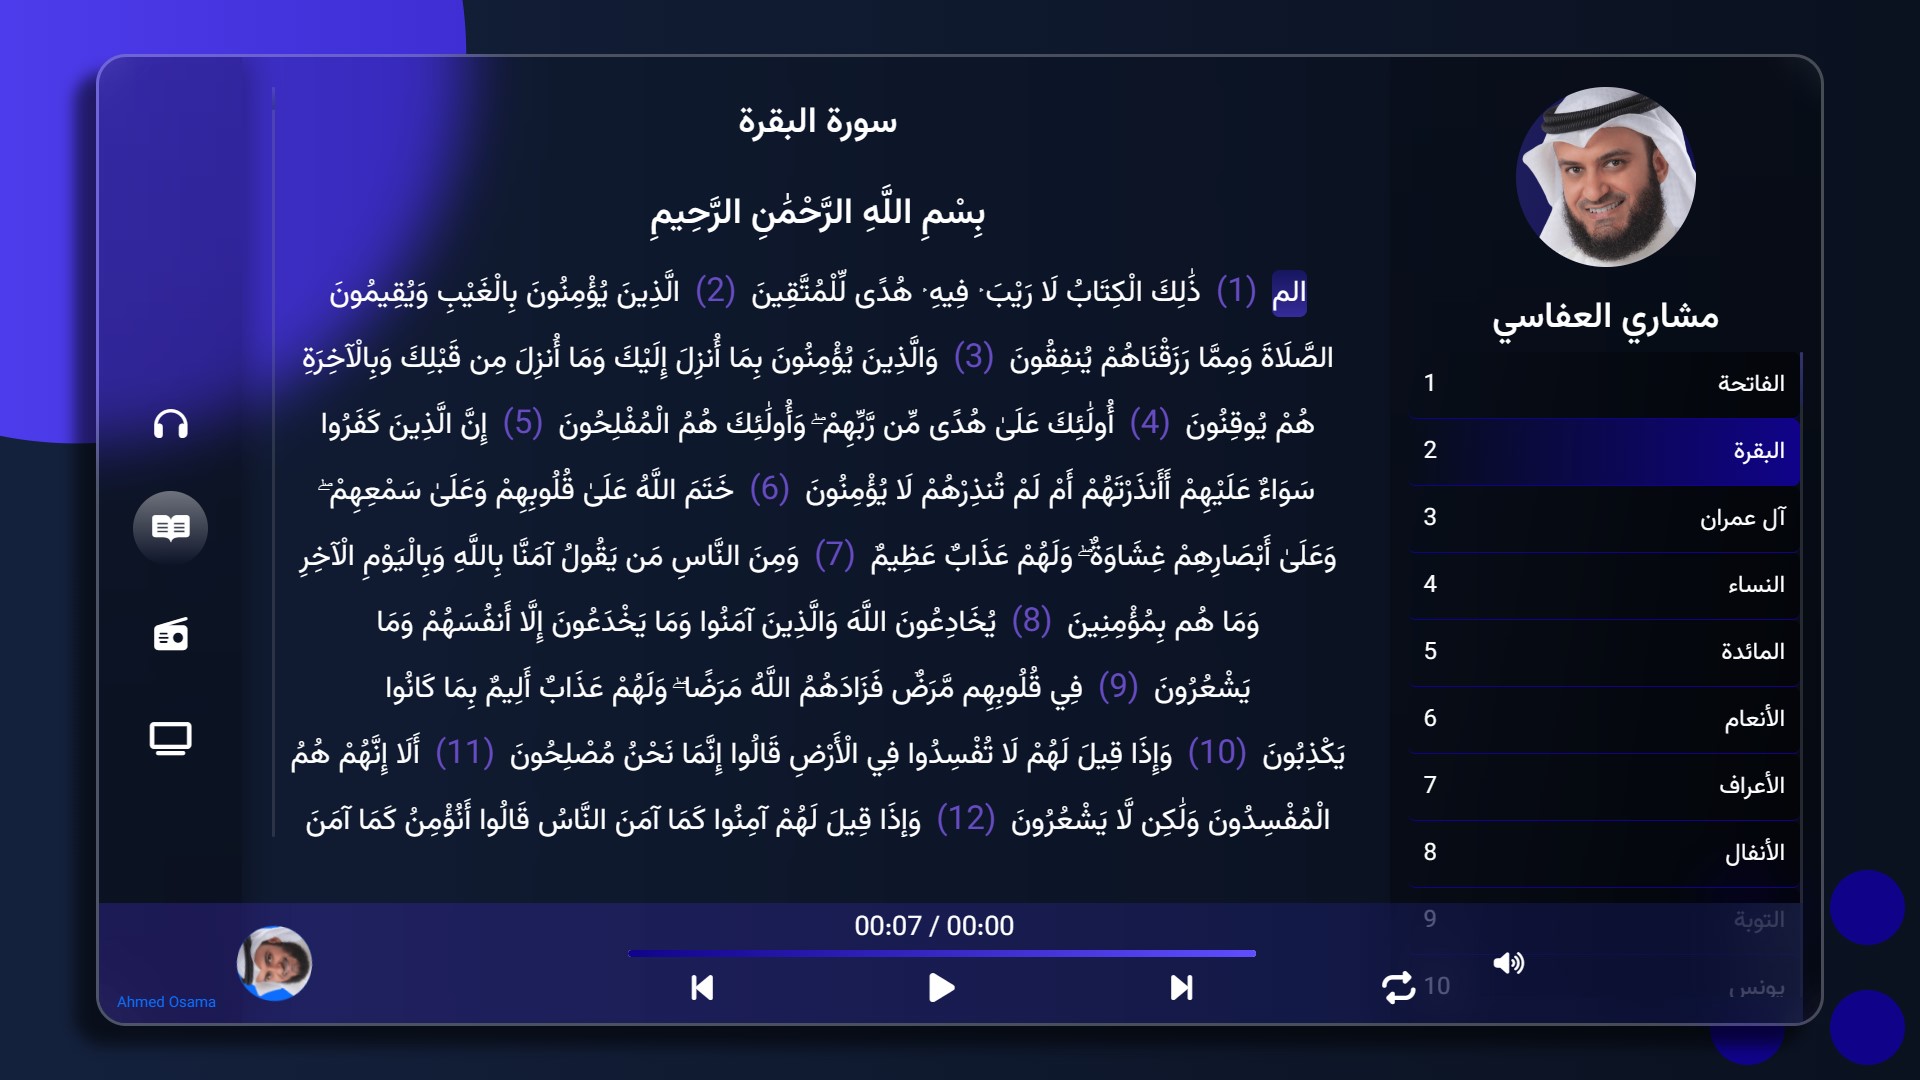 سورة البقرة
بِسْمِ اللَّهِ الرَّحْمَٰنِ الرَّحِيمِ
الم (1) ذَٰلِكَ الْكِتَابُ لَا رَيْبَ ۛ فِيهِ ۛ هُدًى لِّلْمُتَّقِينَ (2) الَّذِينَ يُؤْمِنُونَ بِالْغَيْبِ وَيُقِيمُونَ
الصَّلَاةَ وَمِمَّا رَزَقْنَاهُمْ يُنفِقُونَ (3) وَالَّذِينَ يُؤْمِنُونَ بِمَا أُنزِلَ إِلَيْكَ وَمَا أُنزِلَ مِن قَبْلِكَ وَبِالْآخِرَةِ
هُمْ يُوقِنُونَ (4) أُولَٰئِكَ عَلَىٰ هُدًى مِّن رَّبِّهِمْ ۖ وَأُولَٰئِكَ هُمُ الْمُفْلِحُونَ (5) إِنَّ الَّذِينَ كَفَرُوا
سَوَاءٌ عَلَيْهِمْ أَأَنذَرْتَهُمْ أَمْ لَمْ تُنذِرْهُمْ لَا يُؤْمِنُونَ (6) خَتَمَ اللَّهُ عَلَىٰ قُلُوبِهِمْ وَعَلَىٰ سَمْعِهِمْ ۖ
وَعَلَىٰ أَبْصَارِهِمْ غِشَاوَةٌ ۖ وَلَهُمْ عَذَابٌ عَظِيمٌ (7) وَمِنَ النَّاسِ مَن يَقُولُ آمَنَّا بِاللَّهِ وَبِالْيَوْمِ الْآخِرِ
وَمَا هُم بِمُؤْمِنِينَ (8) يُخَادِعُونَ اللَّهَ وَالَّذِينَ آمَنُوا وَمَا يَخْدَعُونَ إِلَّا أَنفُسَهُمْ وَمَا
يَشْعُرُونَ (9) فِي قُلُوبِهِم مَّرَضٌ فَزَادَهُمُ اللَّهُ مَرَضًا ۖ وَلَهُمْ عَذَابٌ أَلِيمٌ بِمَا كَانُوا
يَكْذِبُونَ (10) وَإِذَا قِيلَ لَهُمْ لَا تُفْسِدُوا فِي الْأَرْضِ قَالُوا إِنَّمَا نَحْنُ مُصْلِحُونَ (11) أَلَا إِنَّهُمْ هُمُ
الْمُفْسِدُونَ وَلَٰكِن لَّا يَشْعُرُونَ (12) وَإِذَا قِيلَ لَهُمْ آمِنُوا كَمَا آمَنَ النَّاسُ قَالُوا أَنُؤْمِنُ كَمَا آمَنَ
مشاري العفاسي
الفاتحة 1
البقرة 2
آل عمران 3
النساء 4
المائدة 5
الأنعام 6
الأعراف 7
الأنفال 8
التوبة 9
يونس 10
00:07 / 00:00
Ahmed Osama